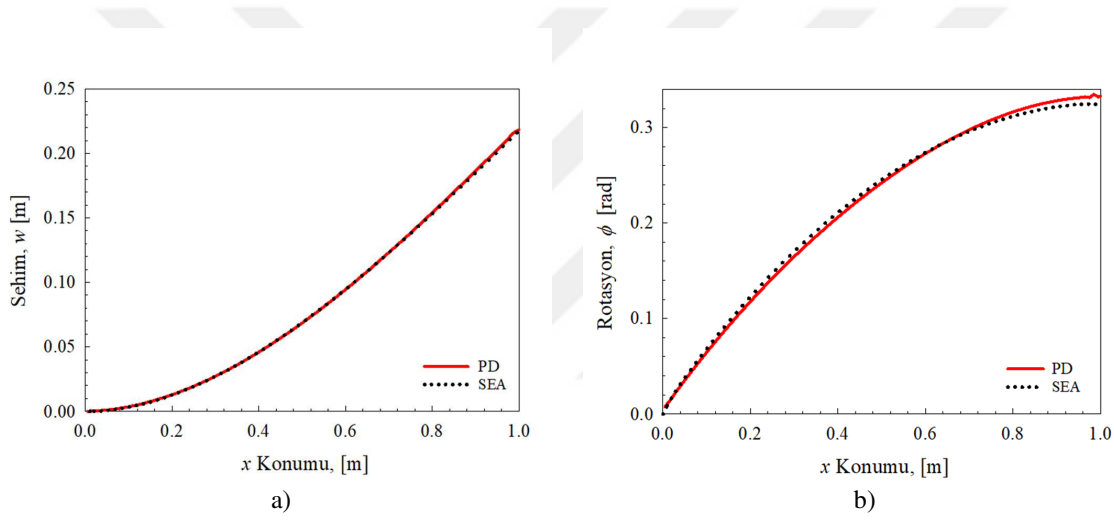 0.25
0.20
0.15
0.10
0.05
0.00
Sehim, w [m]
PD
SEA
0.0 0.2 0.4 0.6 0.8 1.0
x Konumu, [m]
a)
0.3
0.2
0.1
0.0
Rotasyon, ϕ [rad]
PD
SEA
0.0 0.2 0.4 0.6 0.8 1.0
x Konumu, [m]
b)